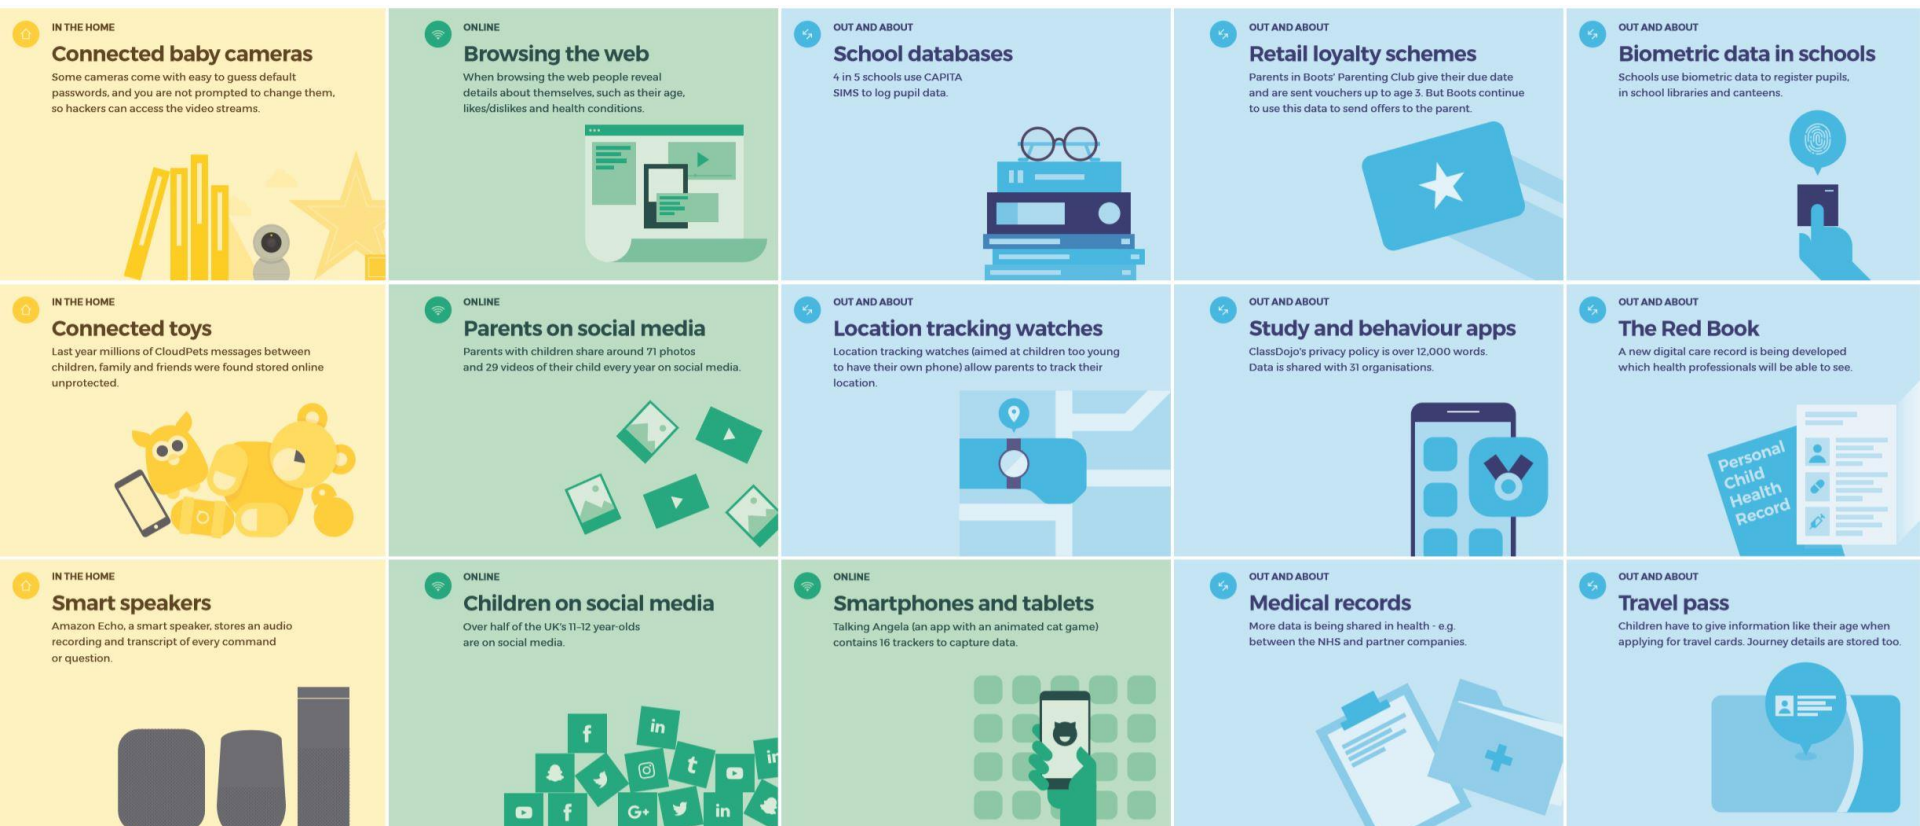 IN THE HOME
Connected baby cameras
Some cameras come with easy to guess default
passwords, and you are not prompted to change them,
so hackers can access the video streams.
ONLINE
Browsing the web
When browsing the web people reveal
details about themselves, such as their age,
likes/dislikes and health conditions.
OUT AND ABOUT
School databases
4 in 5 schools use CAPITA
SIMS to log pupil data.
OUT AND ABOUT
Retail loyalty schemes
Parents in Boots' Parenting Club give their due date
and are sent vouchers up to age 3. But Boots continue
to use this data to send offers to the parent.
OUT AND ABOUT
Biometric data in schools
Schools use biometric data to register pupils,
in school libraries and canteens.
IN THE HOME
Connected toys
Last year millions of CloudPets messages between
children, family and friends were found stored online
unprotected.
ONLINE
Parents on social media
Parents with children share around 71 photos
and 29 videos of their child every year on social media.
OUT AND ABOUT
Location tracking watches
Location tracking watches (aimed at children too young
to have their own phone) allow parents to track their
location.
OUT AND ABOUT
Study and behaviour apps
ClassDojo's privacy policy is over 12,000 words.
Data is shared with 31 organisations.
OUT AND ABOUT
The Red Book
A new digital care record is being developed
which health professionals will be able to see.
Personal
Child
Health
Record
IN THE HOME
Smart speakers
Amazon Echo, a smart speaker, stores an audio
recording and transcript of every command
or question.
ONLINE
Children on social media
Over half of the UK's 11-12 year-olds
are on social media.
f
in
t
in
f
G+
in
ONLINE
Smartphones and tablets
Talking Angela (an app with an animated cat game)
contains 16 trackers to capture data.
OUT AND ABOUT
Medical records
More data is being shared in health - e.g.
between the NHS and partner companies.
OUT AND ABOUT
Travel pass
Children have to give information like their age when
applying for travel cards. Journey details are stored too.